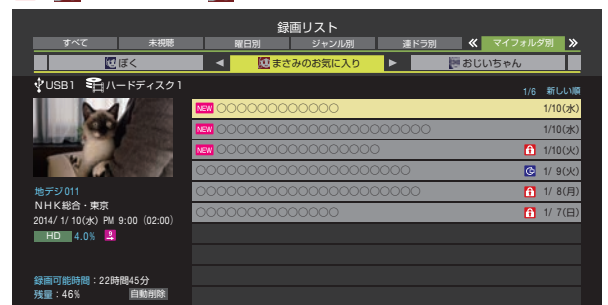 録画リスト
すべて 未視聴 曜日別 ジャンル別 連ドラ別 マイフォルダ別
ぼく まさみのお気に入り おじいちゃん
USB1 ハードディスク1
1/6 新しい順
NEW ○○○○○○○○○○○○ 1/10(水)
NEW ○○○○○○○○○○○○○○○○○○○○○ 1/10(水)
NEW ○○○○○○○○○○○○○○○○ 1/10(火)
○○○○○○○○○○○○○○○○○○○○○○○○ 1/ 9(火)
○○○○○○○○○○○○○○○○○○○○○○ 1/ 8(月)
○○○○○○○○○○○○○○ 1/ 7(日)
地デジ011
NHK総合・東京
2014/ 1/ 10(水) PM 9:00 (02:00)
HD 4.0%
録画可能時間：22時間45分
残量：46% 自動削除